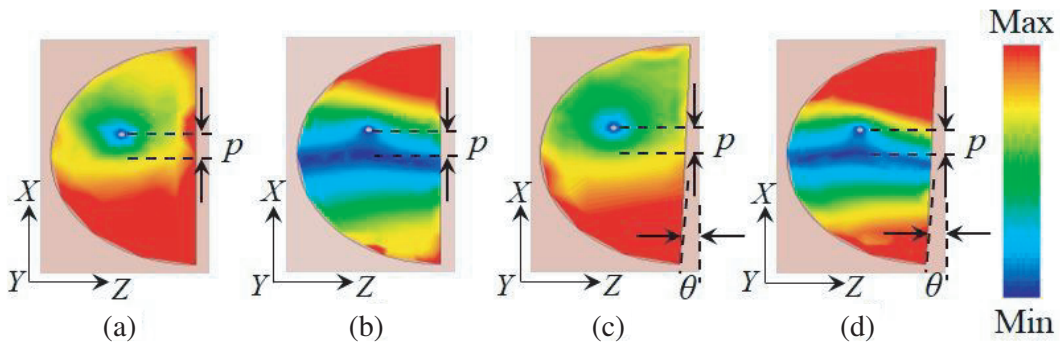 Max
p p p p
X X X X
θ θ
Y Z Y Z Y Z Y Z
Min
(a) (b) (c) (d)